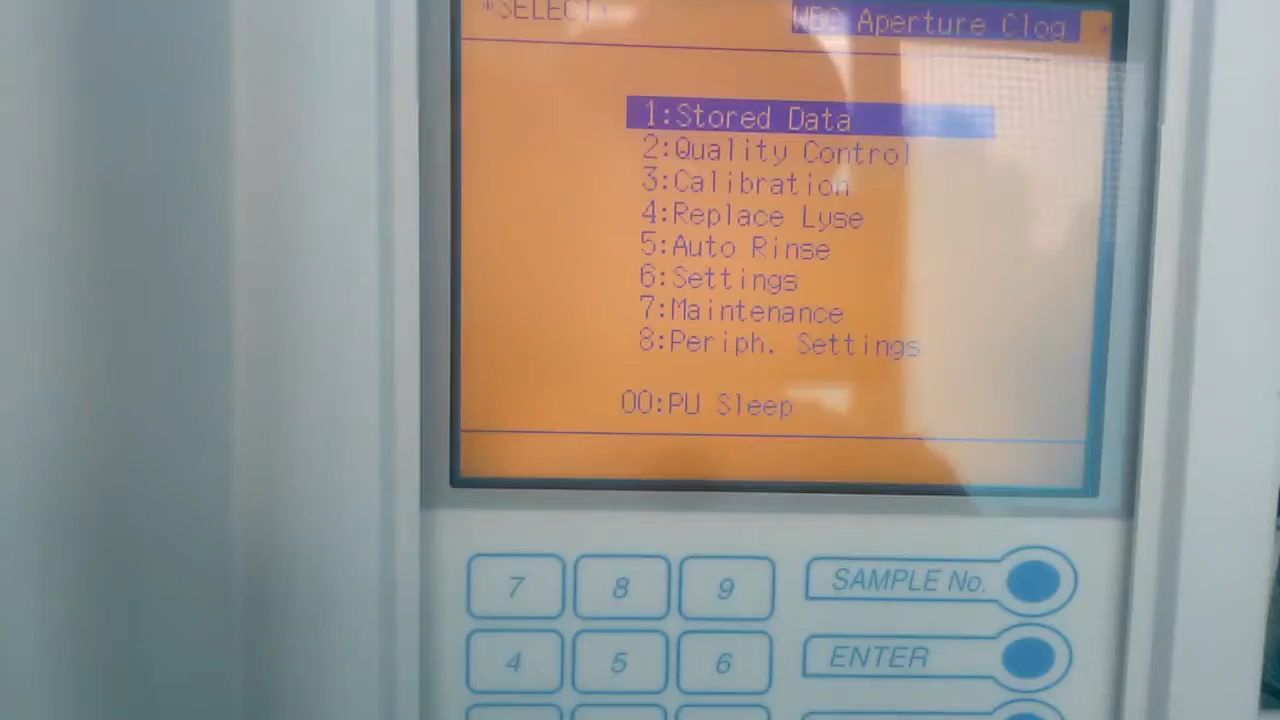 *SELECT*
WBC Aperture Clog
1:Stored Data
2:Quality Control
3:Calibration
4:Replace Lyse
5:Auto Rinse
6:Settings
7:Maintenance
8:Periph. Settings
00:PU Sleep
7 8 9 SAMPLE No.
4 5 6 ENTER